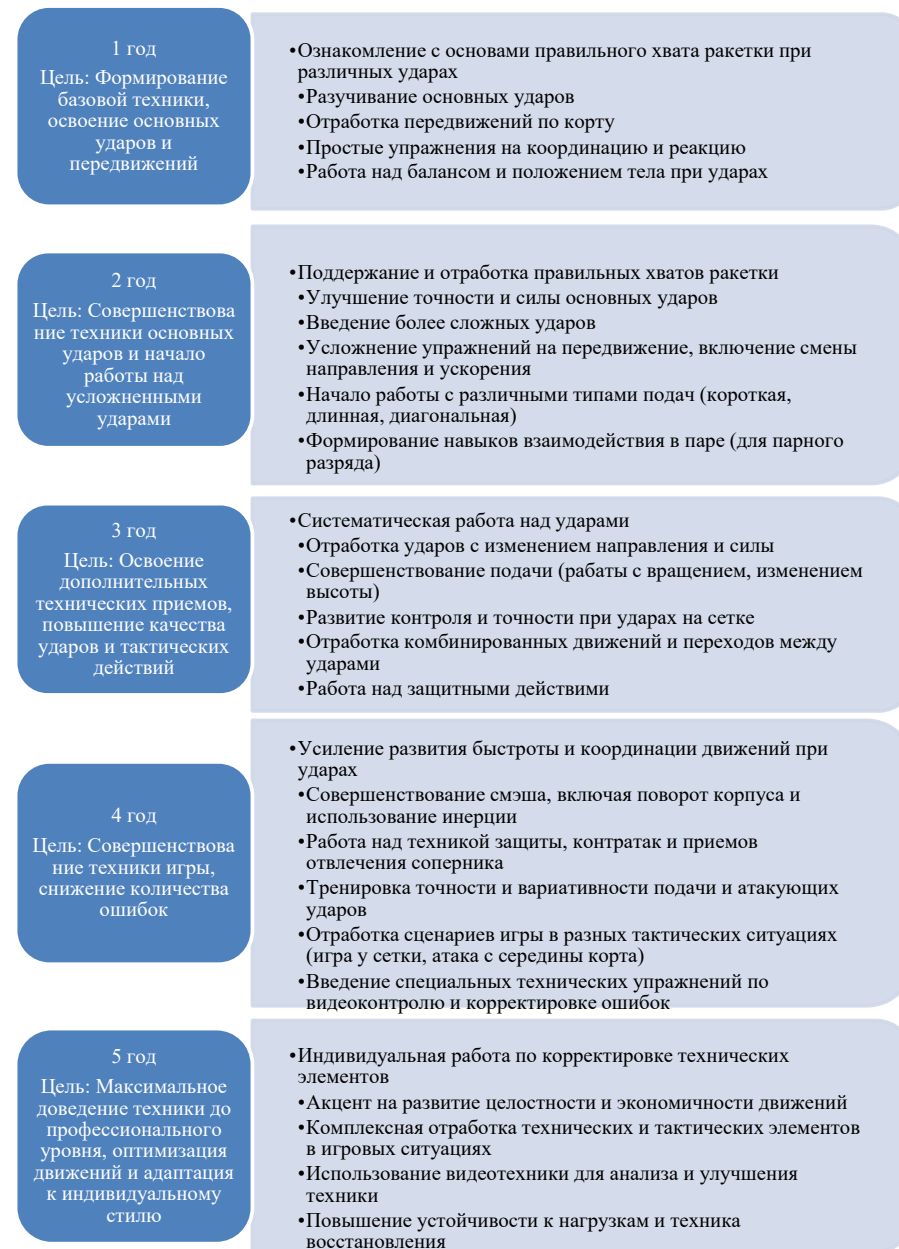 1 год
Цель: Формирование
базовой техники,
освоение основных
ударов и
передвижений
•Ознакомление с основами правильного хвата ракетки при
различных ударах
•Разучивание основных ударов
•Отработка передвижений по корту
•Простые упражнения на координацию и реакцию
•Работа над балансом и положением тела при ударах
2 год
Цель: Совершенствова
ние техники основных
ударов и начало
работы над
усложненными
ударами
•Поддержание и отработка правильных хватов ракетки
•Улучшение точности и силы основных ударов
•Введение более сложных ударов
•Усложнение упражнений на передвижение, включение смены
направления и ускорения
•Начало работы с различными типами подач (короткая,
длинная, диагональная)
•Формирование навыков взаимодействия в паре (для парного
разряда)
3 год
Цель: Освоение
дополнительных
технических приемов,
повышение качества
ударов и тактических
действий
•Систематическая работа над ударами
•Отработка ударов с изменением направления и силы
•Совершенствование подачи (рабаты с вращением, изменением
высоты)
•Развитие контроля и точности при ударах на сетке
•Отработка комбинированных движений и переходов между
ударами
•Работа над защитными действими
4 год
Цель: Совершенствова
ние техники игры,
снижение количества
ошибок
•Усиление развития быстроты и координации движений при
ударах
•Совершенствование смэша, включая поворот корпуса и
использование инерции
•Работа над техникой защиты, контратак и приемов
отвлечения соперника
•Тренировка точности и вариативности подачи и атакующих
ударов
•Отработка сценариев игры в разных тактических ситуациях
(игра у сетки, атака с середины корта)
•Введение специальных технических упражнений по
видеоконтролю и корректировке ошибок
5 год
Цель: Максимальное
доведение техники до
профессионального
уровня, оптимизация
движений и адаптация
к индивидуальному
стилю
•Индивидуальная работа по корректировке технических
элементов
•Акцент на развитие целостности и экономичности движений
•Комплексная отработка технических и тактических элементов
в игровых ситуациях
•Использование видеотехники для анализа и улучшения
техники
•Повышение устойчивости к нагрузкам и техника
восстановления